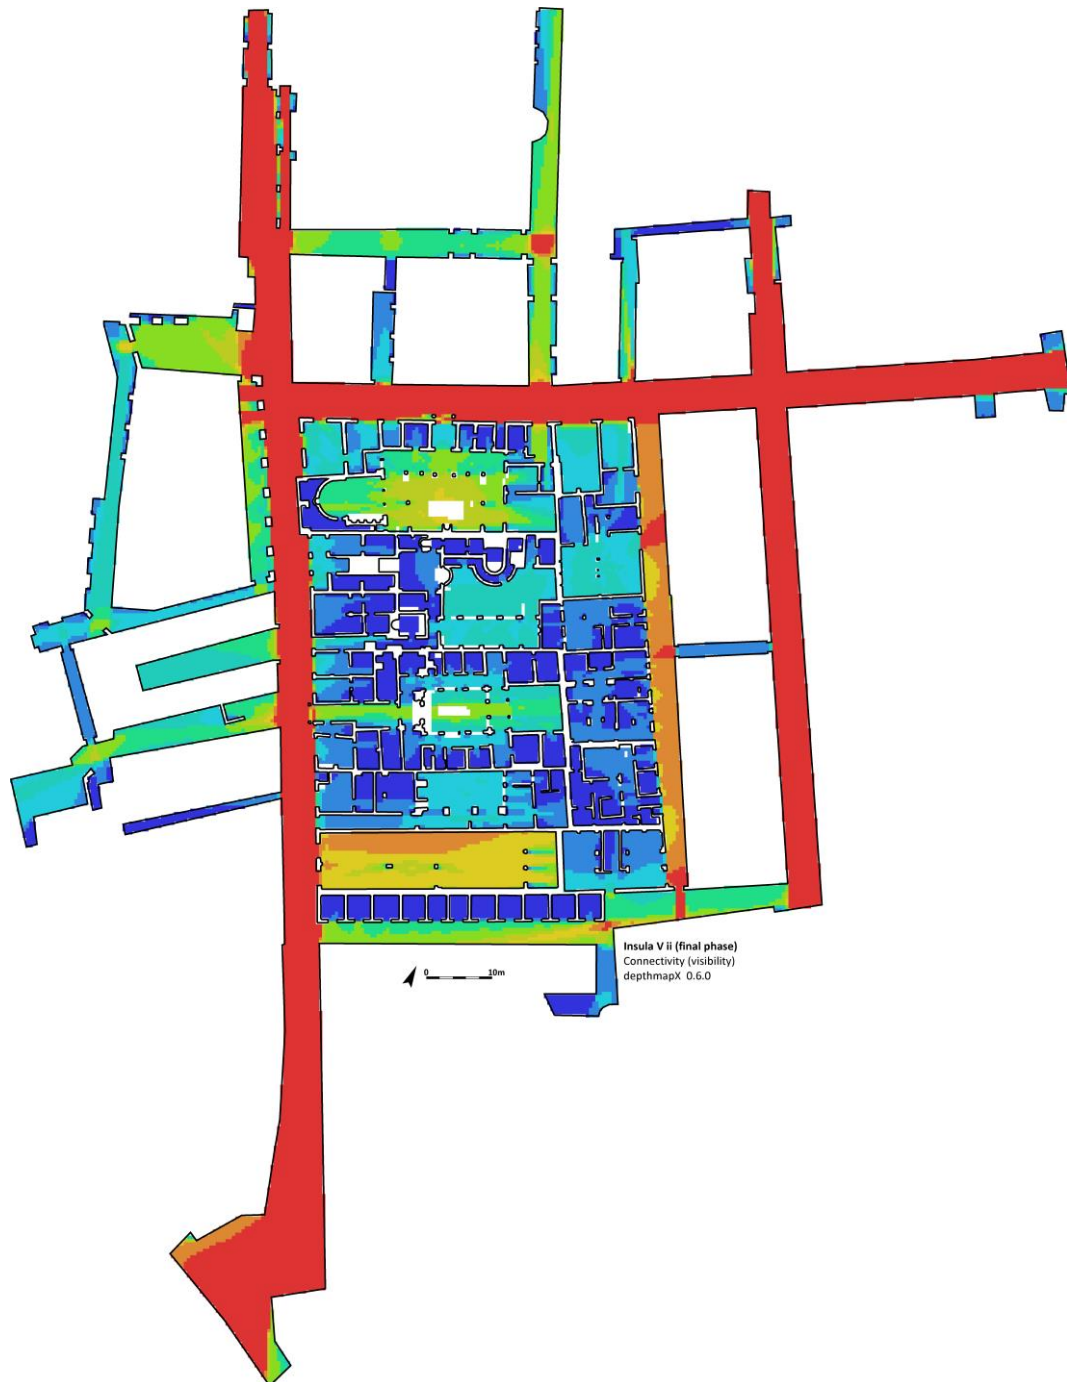 Insula V ii (final phase)
Connectivity (visibility)
depthmapX 0.6.0
0 10m